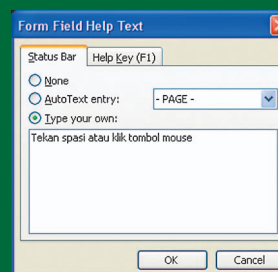 Form Field Help Text
Status Bar
Help Key (F1)
None
AutoText entry:
- PAGE -
Type your own:
Tekan spasi atau klik tombol mouse
OK
Cancel